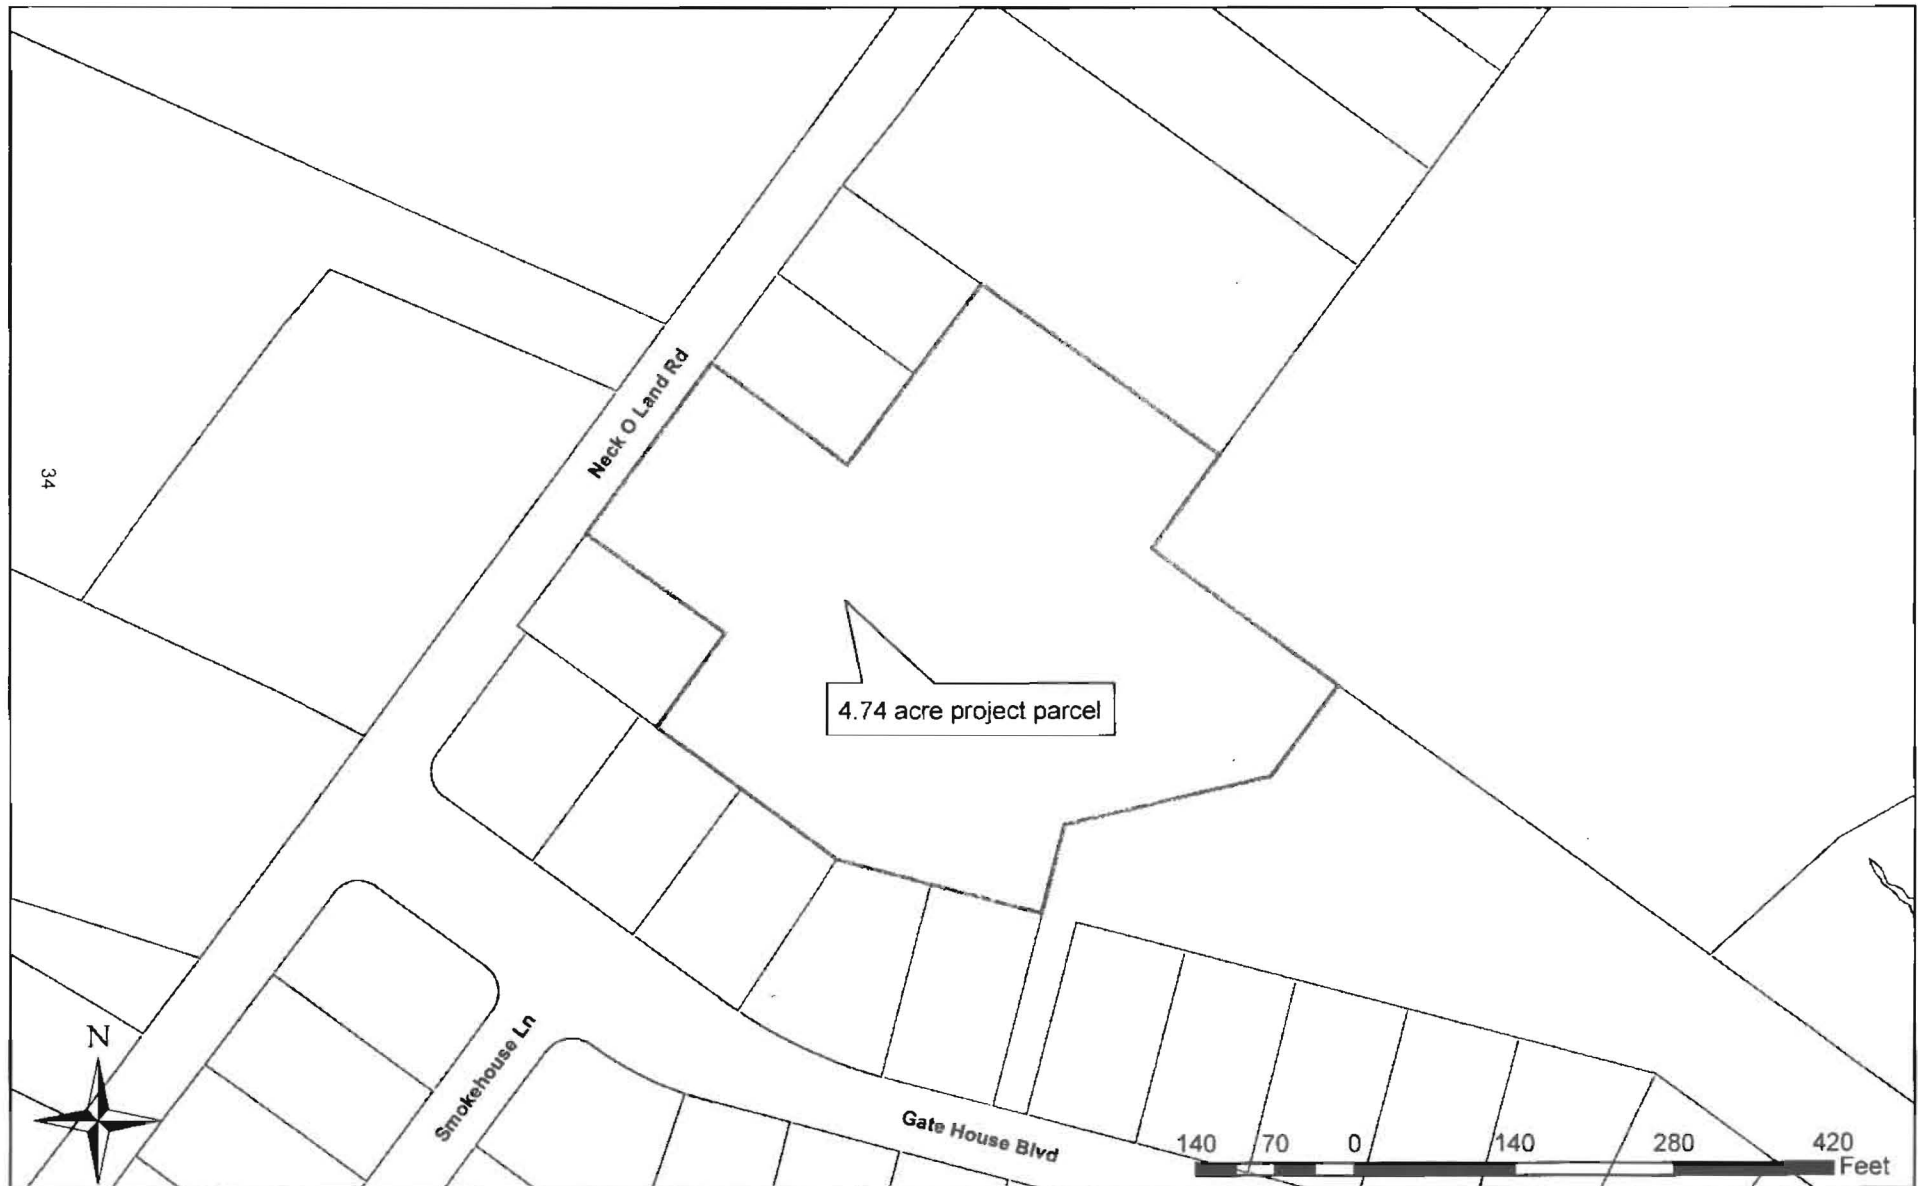 Neck O Land Rd
34
4.74 acre project parcel
N
Smokehouse Ln
Gate House Blvd
140 70 0 140 280 420
Feet